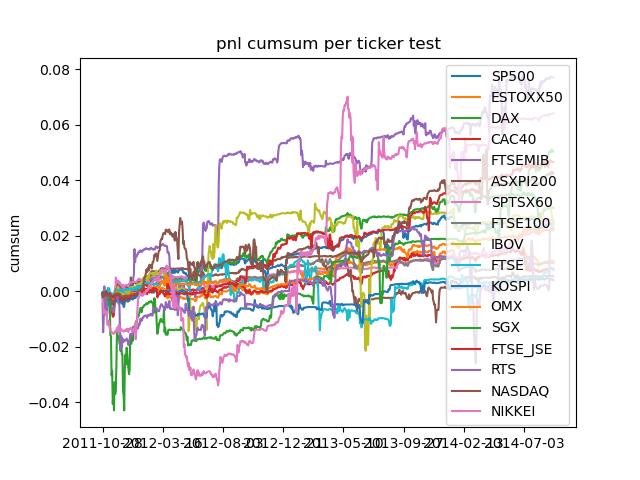 pnl cumsum per ticker test
cumsum
0.08
0.06
0.04
0.02
0.00
−0.02
−0.04
SP500
ESTOXX50
DAX
CAC40
FTSEMIB
ASXPI200
SPTSX60
FTSE100
IBOV
FTSE
KOSPI
OMX
SGX
FTSE_JSE
RTS
NASDAQ
NIKKEI
2011-10-28
2012-03-16
2012-08-03
2012-12-21
2013-05-10
2013-09-27
2014-02-13
2014-07-03